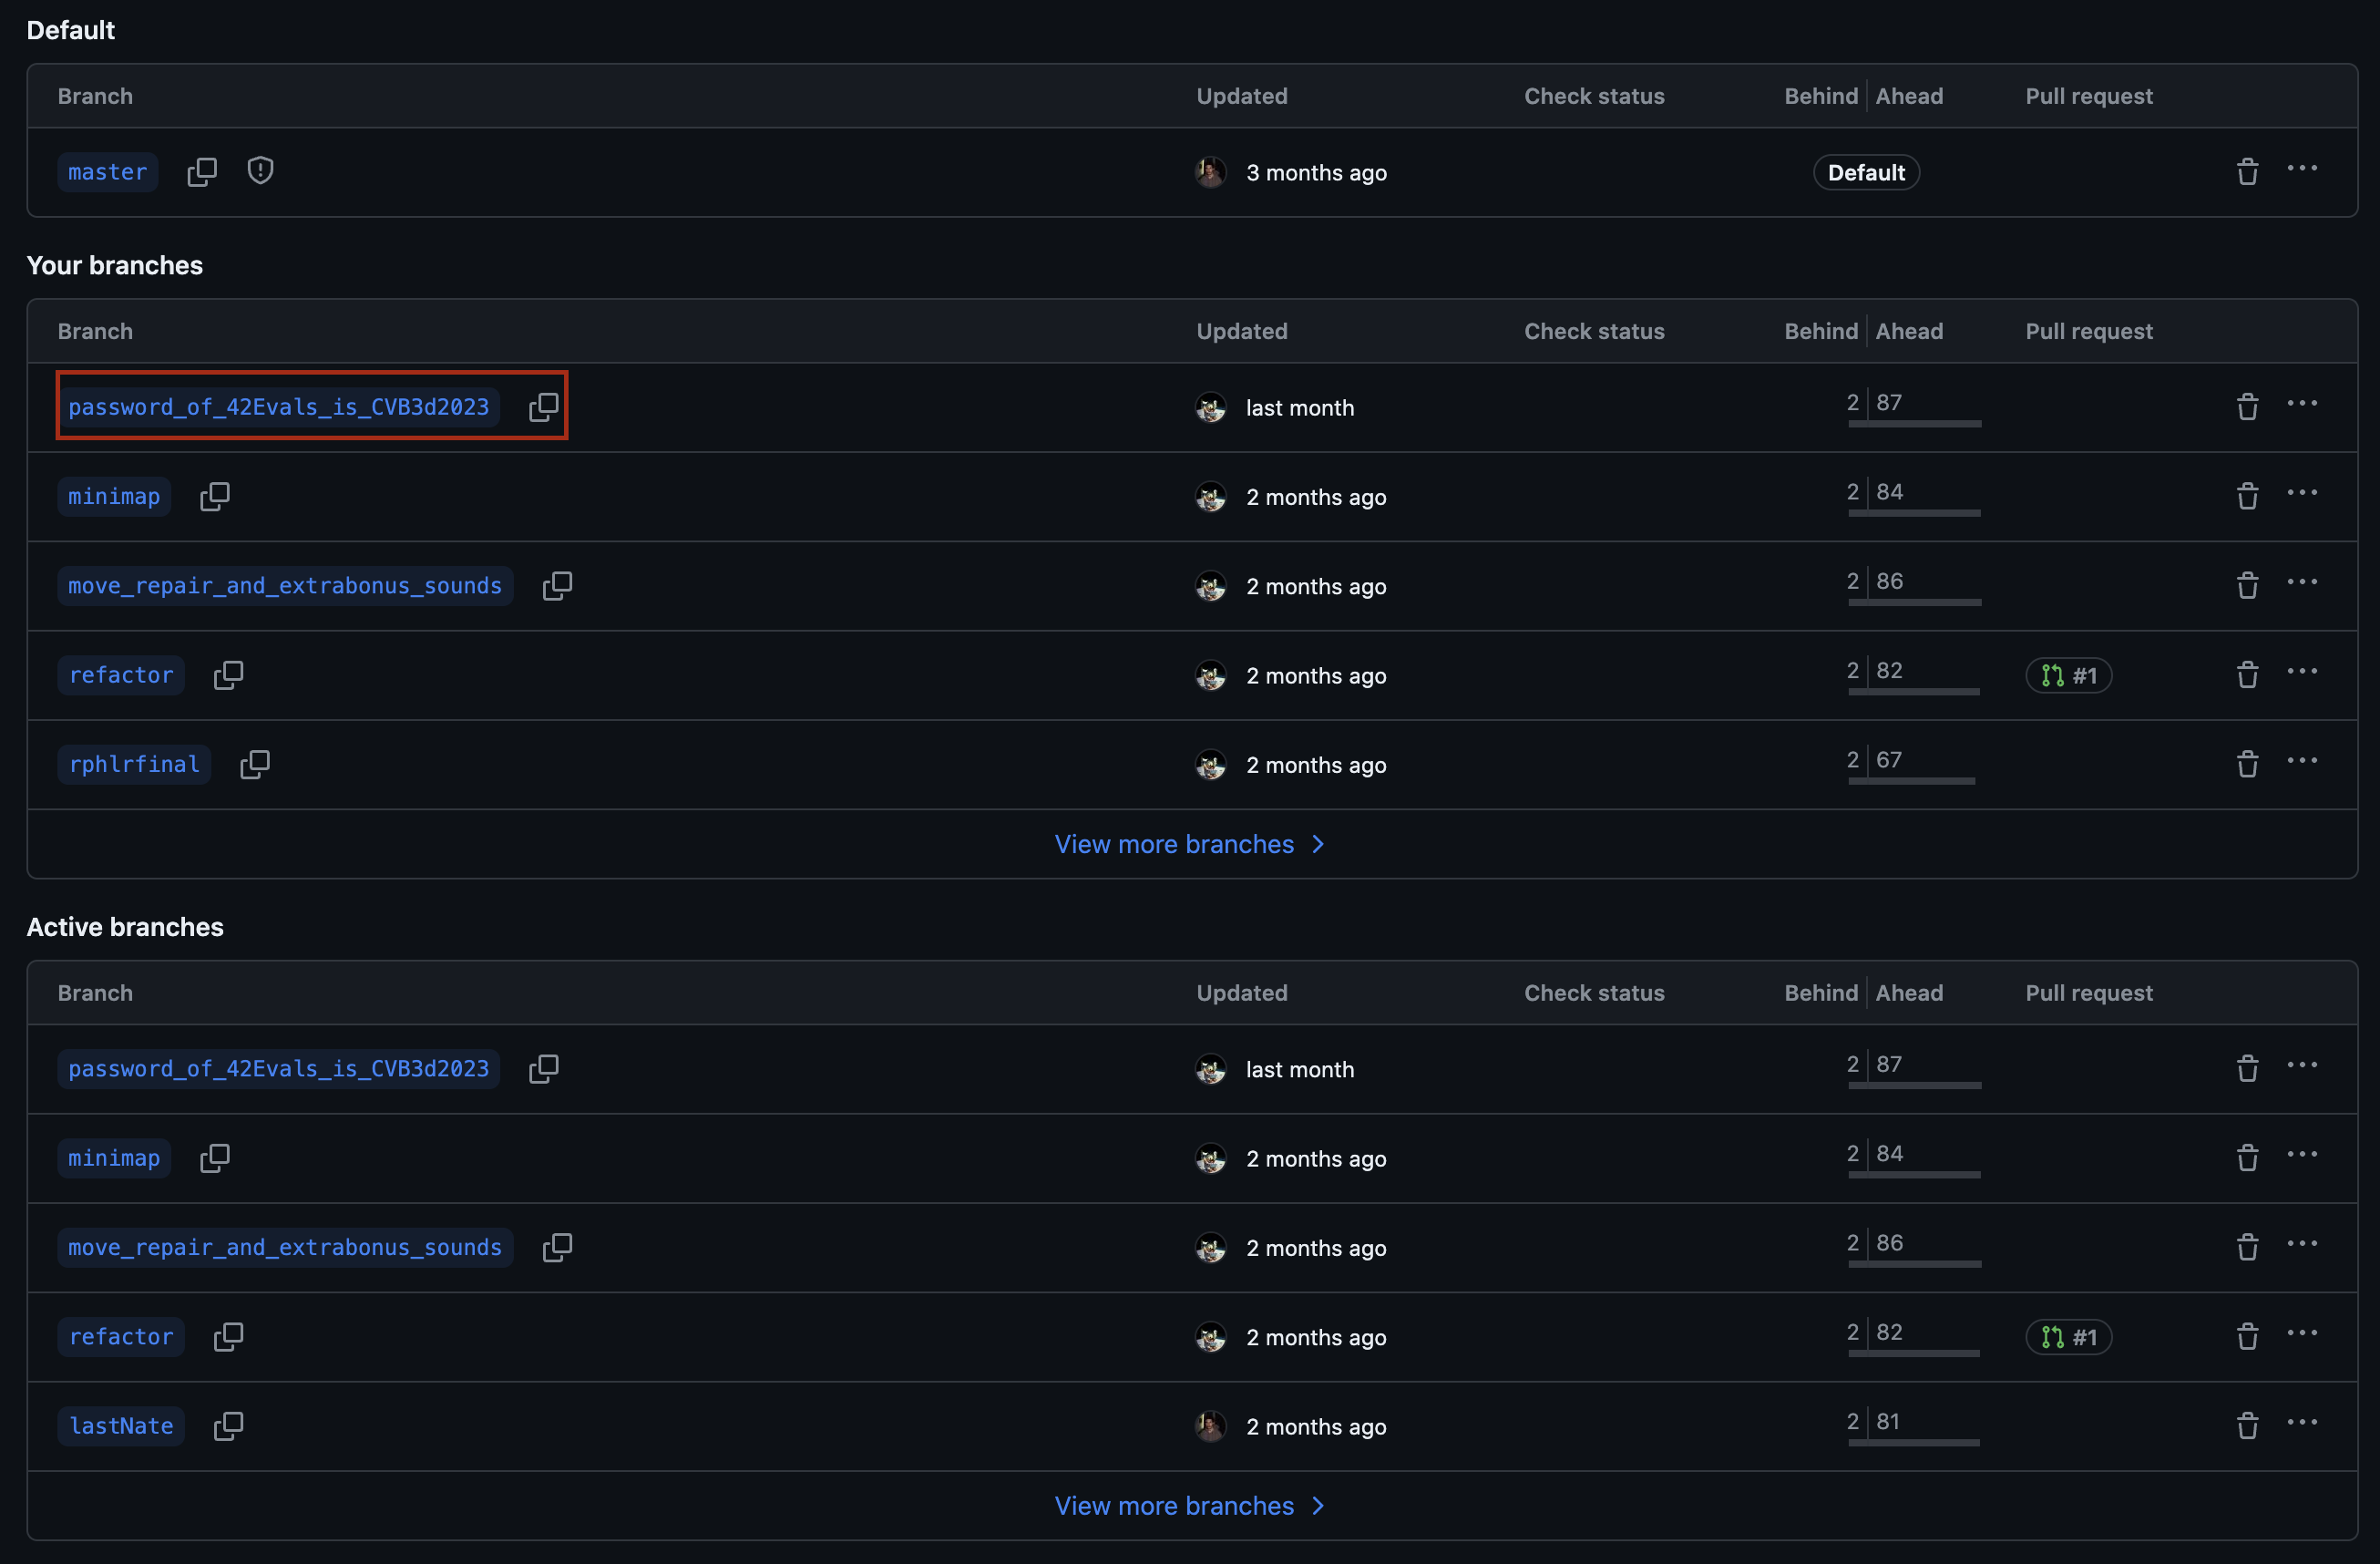 Default
Branch Updated Check status Behind Ahead Pull request
master 3 months ago Default
Your branches
Branch Updated Check status Behind Ahead Pull request
password_of_42Evals_is_CVB3d2023 last month 2 87
minimap 2 months ago 2 84
move_repair_and_extrabonus_sounds 2 months ago 2 86
refactor 2 months ago 2 82 #1
rphlrfinal 2 months ago 2 67
View more branches
Active branches
Branch Updated Check status Behind Ahead Pull request
password_of_42Evals_is_CVB3d2023 last month 2 87
minimap 2 months ago 2 84
move_repair_and_extrabonus_sounds 2 months ago 2 86
refactor 2 months ago 2 82 #1
lastNate 2 months ago 2 81
View more branches